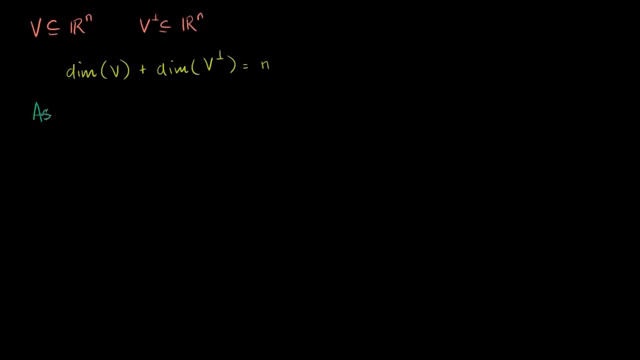 V ⊆ ℝⁿ V^⊥ ⊆ ℝⁿ
dim(V) + dim(V^⊥) = n
As